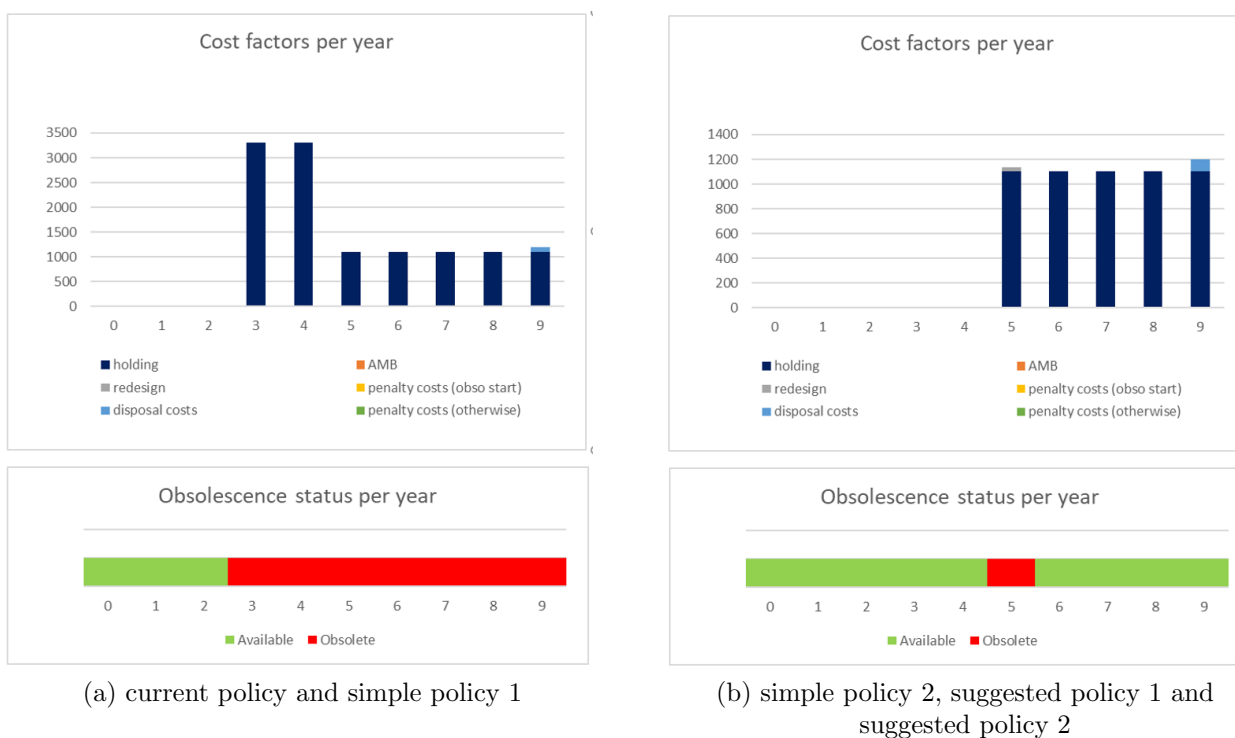 Cost factors per year
3500
3000
2500
2000
1500
1000
500
0
0 1 2 3 4 5 6 7 8 9
holding AMB
redesign penalty costs (obso start)
disposal costs penalty costs (otherwise)
Obsolescence status per year
0 1 2 3 4 5 6 7 8 9
Available Obsolete
(a) current policy and simple policy 1
Cost factors per year
1400
1200
1000
800
600
400
200
0
0 1 2 3 4 5 6 7 8 9
holding AMB
redesign penalty costs (obso start)
disposal costs penalty costs (otherwise)
Obsolescence status per year
0 1 2 3 4 5 6 7 8 9
Available Obsolete
(b) simple policy 2, suggested policy 1 and
suggested policy 2